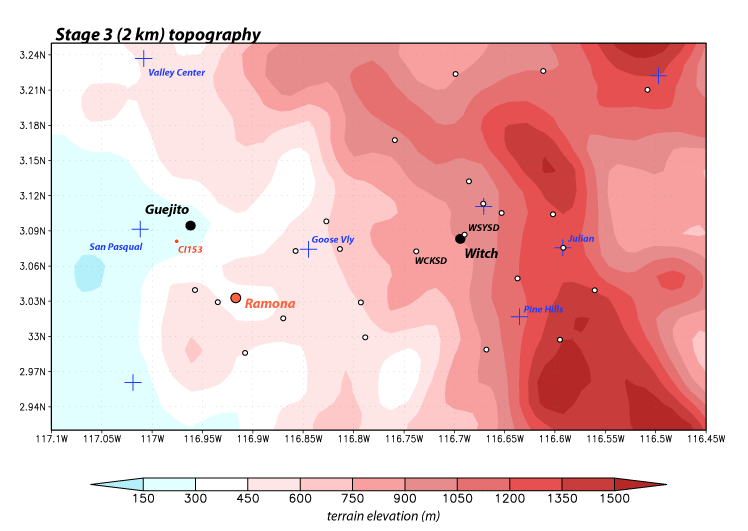 Stage 3 (2 km) topography
3.24N
Valley Center
3.21N
3.18N
3.15N
3.12N
Guejito
3.09N
WSYSD
Goose Vly
Julian
San Pasqual
CI153
Witch
WCKSD
3.06N
3.03N
Ramona
Pine Hills
33N
2.97N
2.94N
117.1W 117.05W 117W 116.95W 116.9W 116.85W 116.8W 116.75W 116.7W 116.65W 116.6W 116.55W 116.5W 116.45W
150 300 450 600 750 900 1050 1200 1350 1500
terrain elevation (m)